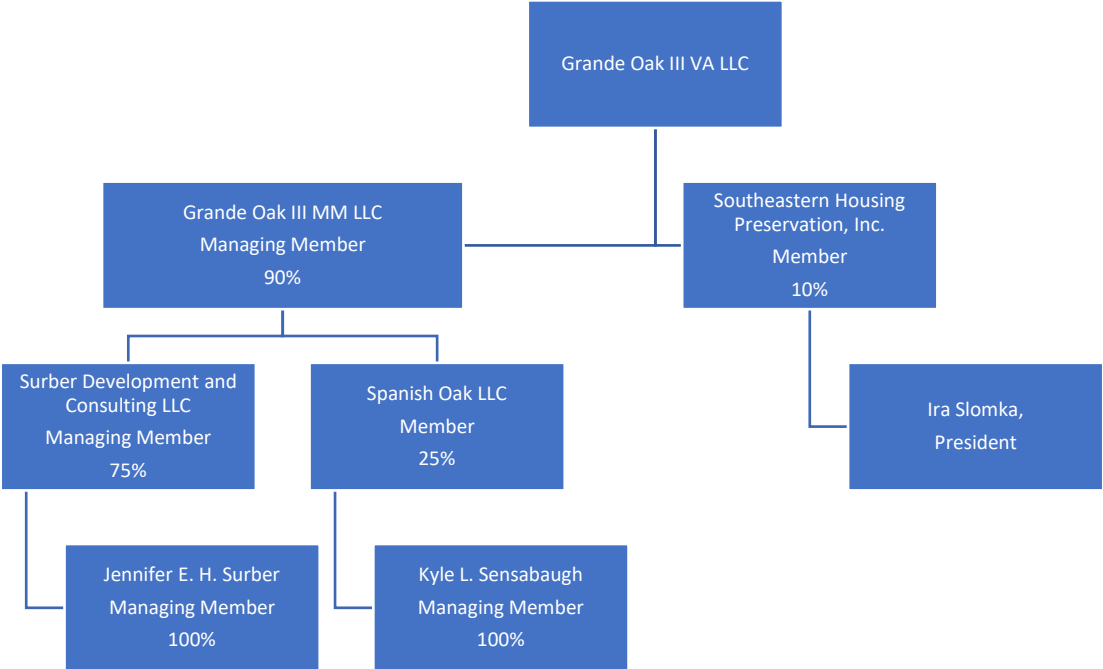 Grande Oak III VA LLC
Grande Oak III MM LLC
Managing Member
90%
Southeastern Housing
Preservation, Inc.
Member
10%
Surber Development and
Consulting LLC
Managing Member
75%
Spanish Oak LLC
Member
25%
Ira Slomka,
President
Jennifer E. H. Surber
Managing Member
100%
Kyle L. Sensabaugh
Managing Member
100%